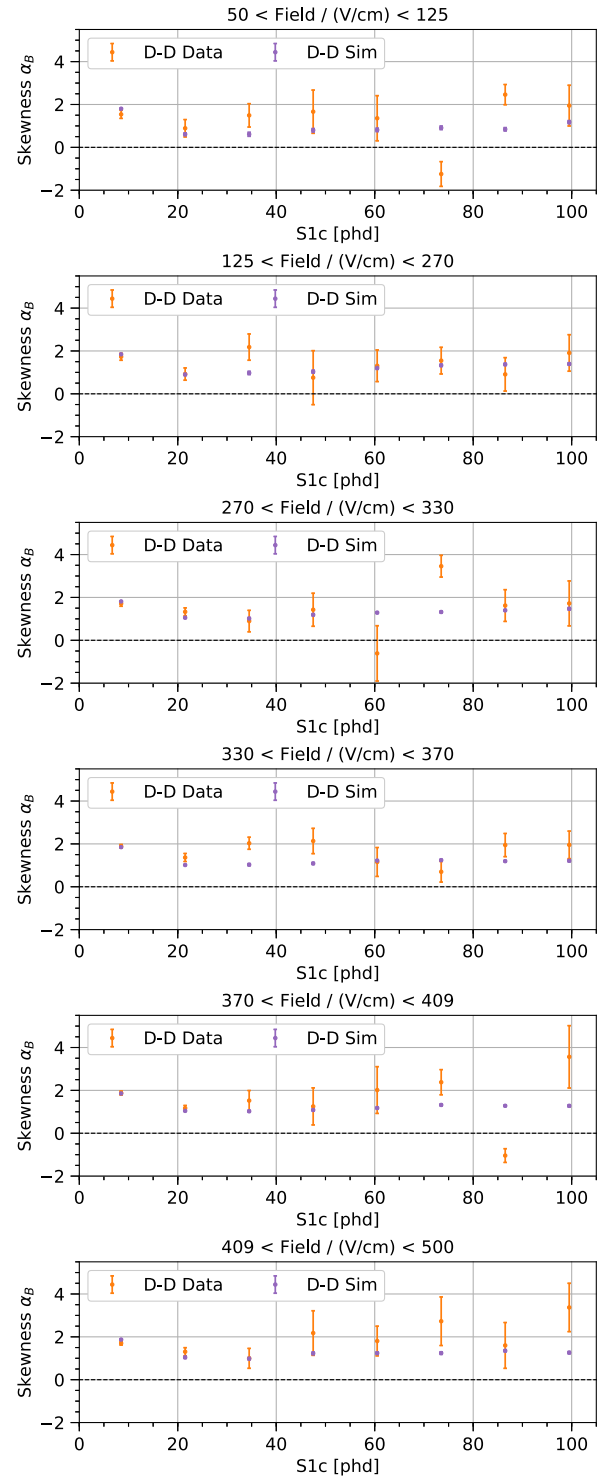 50 < Field / (V/cm) < 125
D-D Data D-D Sim
Skewness α_B
4
2
0
−2
0 20 40 60 80 100
S1c [phd]
125 < Field / (V/cm) < 270
D-D Data D-D Sim
Skewness α_B
4
2
0
−2
0 20 40 60 80 100
S1c [phd]
270 < Field / (V/cm) < 330
D-D Data D-D Sim
Skewness α_B
4
2
0
−2
0 20 40 60 80 100
S1c [phd]
330 < Field / (V/cm) < 370
D-D Data D-D Sim
Skewness α_B
4
2
0
−2
0 20 40 60 80 100
S1c [phd]
370 < Field / (V/cm) < 409
D-D Data D-D Sim
Skewness α_B
4
2
0
−2
0 20 40 60 80 100
S1c [phd]
409 < Field / (V/cm) < 500
D-D Data D-D Sim
Skewness α_B
4
2
0
−2
0 20 40 60 80 100
S1c [phd]